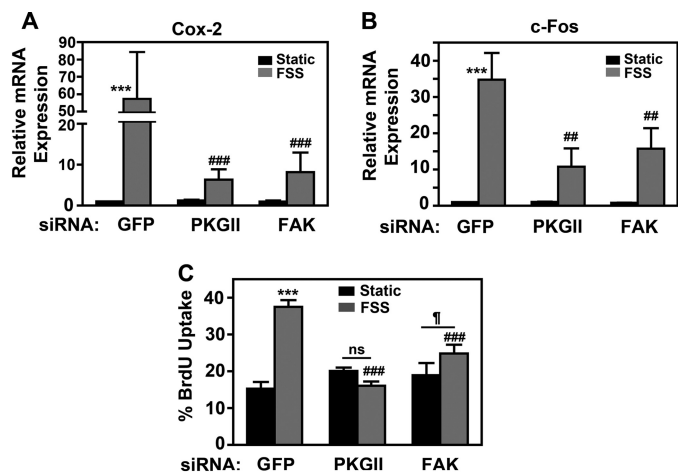 A
Cox-2
Relative mRNA
Expression
90
80
70
60
50
20
10
0
Static
FSS
***
###
###
siRNA: GFP PKGII FAK
B
c-Fos
Relative mRNA
Expression
40
30
20
10
0
Static
FSS
***
##
##
siRNA: GFP PKGII FAK
C
% BrdU Uptake
40
30
20
10
0
Static
FSS
***
ns
###
¶
###
siRNA: GFP PKGII FAK